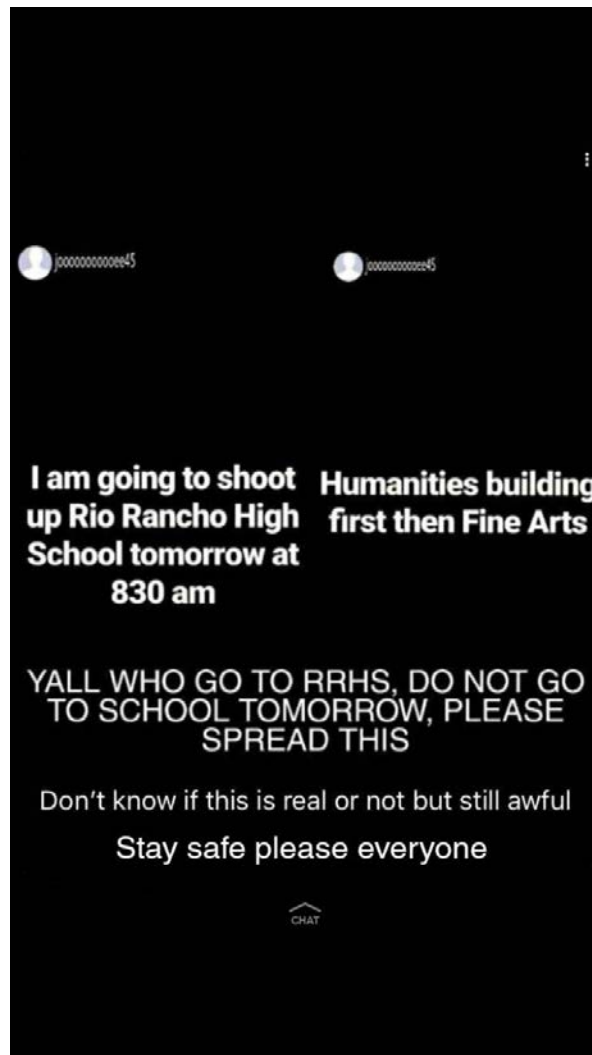 jooooooooooee45
jooooooooooee45
I am going to shoot
up Rio Rancho High
School tomorrow at
830 am
Humanities building
first then Fine Arts
YALL WHO GO TO RRHS, DO NOT GO
TO SCHOOL TOMORROW, PLEASE
SPREAD THIS
Don't know if this is real or not but still awful
Stay safe please everyone
CHAT